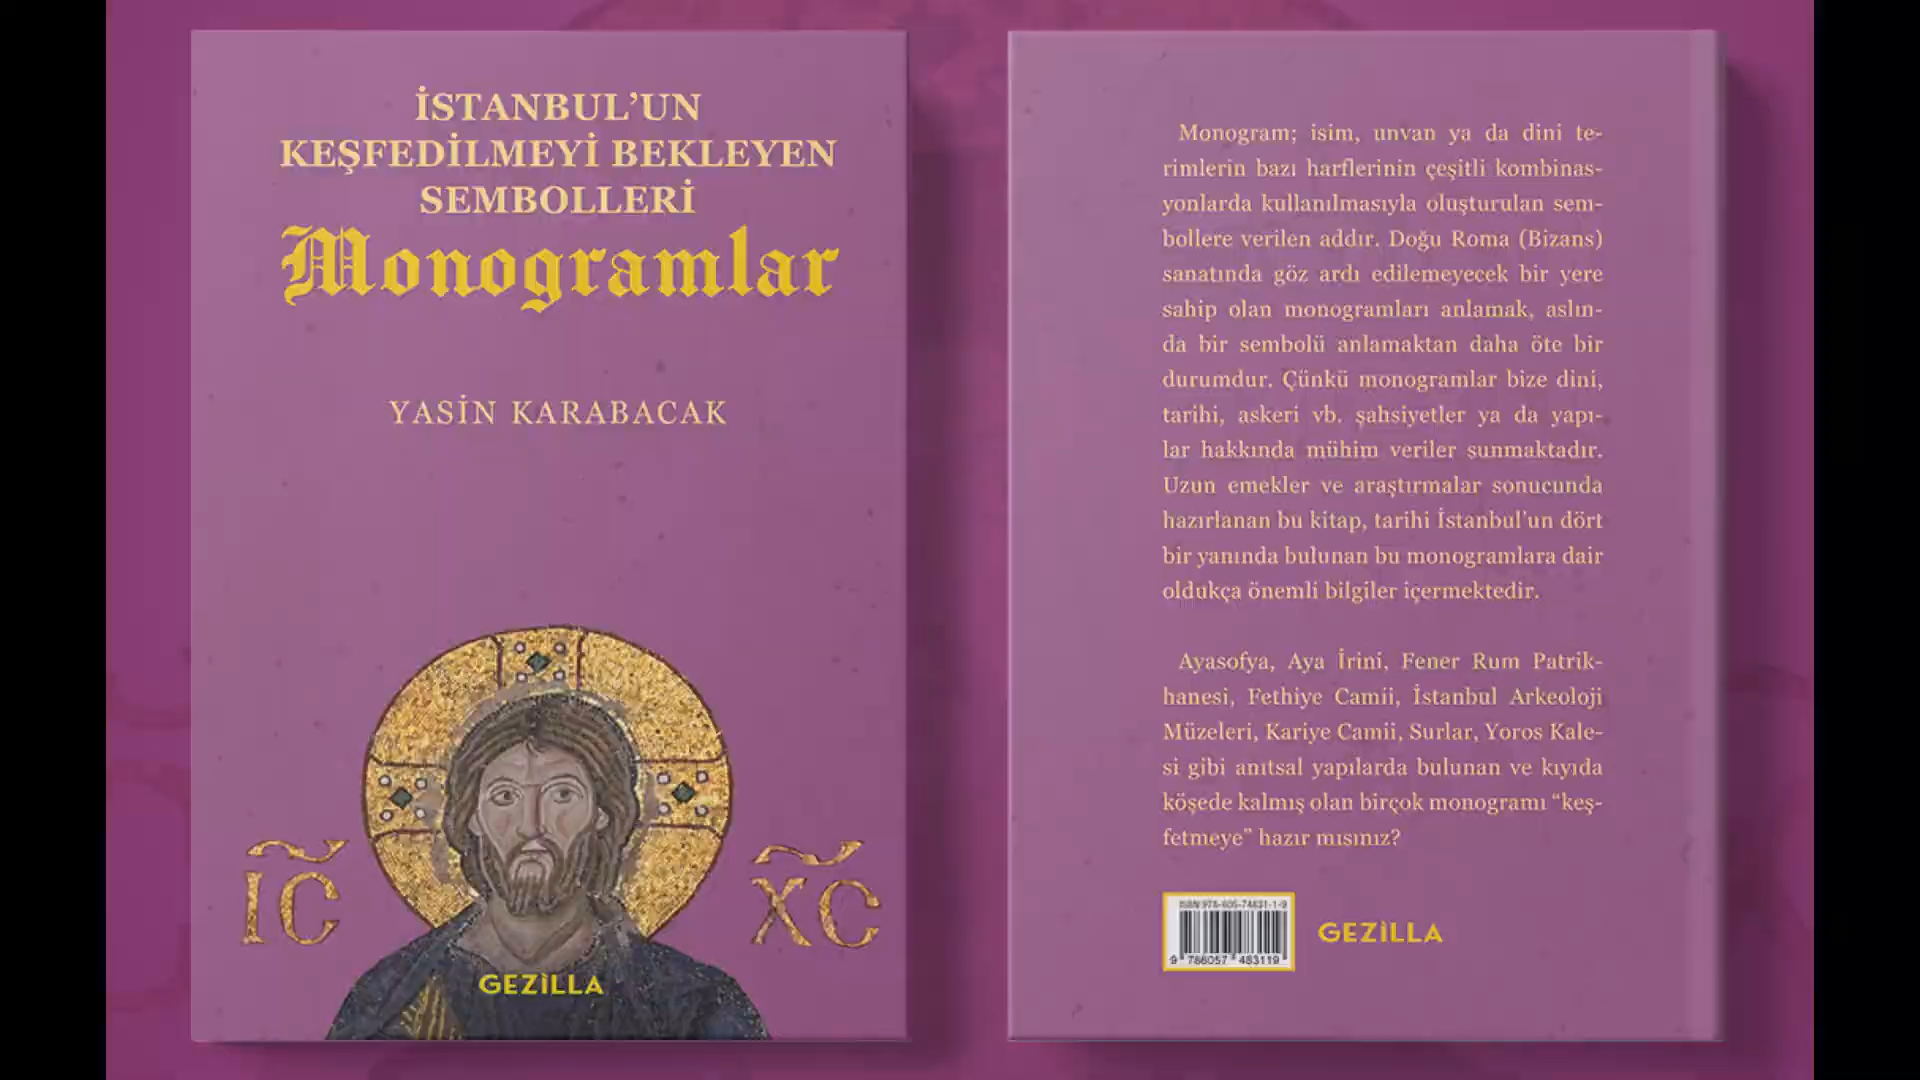 İSTANBUL’UN
KEŞFEDİLMEYİ BEKLEYEN
SEMBOLLERİ
Monogramlar
YASİN KARABACAK
IC
XC
GEZİLLA
Monogram; isim, unvan ya da dini te-
rimlerin bazı harflerinin çeşitli kombinas-
yonlarda kullanılmasıyla oluşturulan sem-
bollere verilen addır. Doğu Roma (Bizans)
sanatında göz ardı edilemeyecek bir yere
sahip olan monogramları anlamak, aslın-
da bir sembolü anlamaktan daha öte bir
durumdur. Çünkü monogramlar bize dini,
tarihi, askeri vb. şahsiyetler ya da yapı-
lar hakkında mühim veriler sunmaktadır.
Uzun emekler ve araştırmalar sonucunda
hazırlanan bu kitap, tarihi İstanbul’un dört
bir yanında bulunan bu monogramlara dair
oldukça önemli bilgiler içermektedir.
Ayasofya, Aya İrini, Fener Rum Patrik-
hanesi, Fethiye Camii, İstanbul Arkeoloji
Müzeleri, Kariye Camii, Surlar, Yoros Kale-
si gibi anıtsal yapılarda bulunan ve kıyıda
köşede kalmış olan birçok monogramı “keş-
fetmeye” hazır mısınız?
9 786057 483119
GEZİLLA